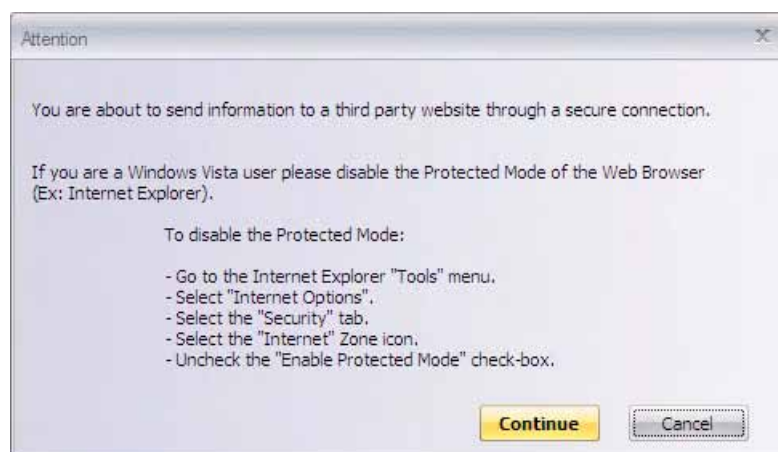 Attention
You are about to send information to a third party website through a secure connection.
If you are a Windows Vista user please disable the Protected Mode of the Web Browser
(Ex: Internet Explorer).
To disable the Protected Mode:
- Go to the Internet Explorer "Tools" menu.
- Select "Internet Options".
- Select the "Security" tab.
- Select the "Internet" Zone icon.
- Uncheck the "Enable Protected Mode" check-box.
Continue
Cancel